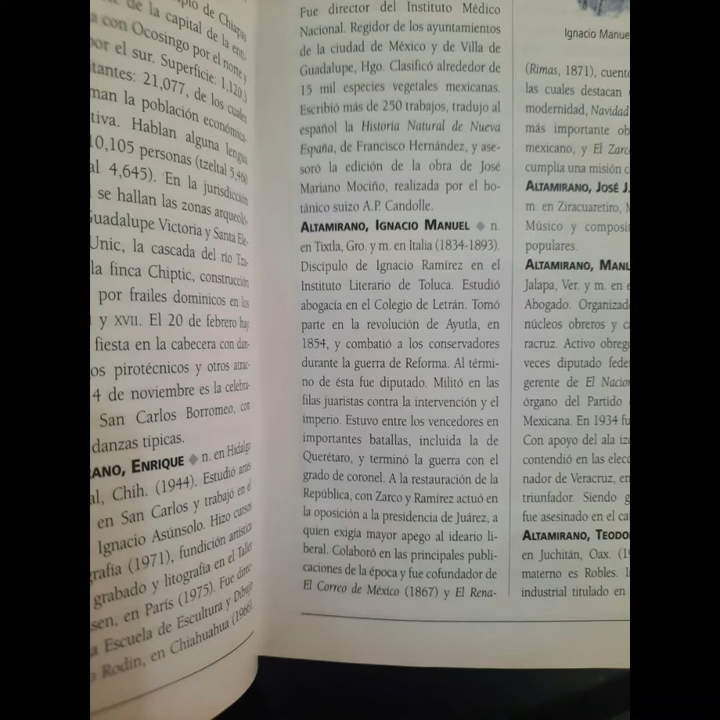 pio de Chiapas
de la capital de la enti-
a con Ocosingo por el norte y
por el sur. Superficie: 1,120.3
tantes: 21,077, de los cuales
man la población económica-
tiva. Hablan alguna lengua
10,105 personas (tzeltal 5,460
al 4,645). En la jurisdicción
se hallan las zonas arqueoló-
Guadalupe Victoria y Santa Ele-
Unic, la cascada del río Tza-
la finca Chiptic, construcción
por frailes dominicos en los
y XVII. El 20 de febrero hay
fiesta en la cabecera con dan-
os pirotécnicos y otros atrac-
4 de noviembre es la celebra-
San Carlos Borromeo, con
danzas típicas.
RANO, ENRIQUE ◆ n. en Hidalgo
al, Chih. (1944). Estudió artes
en San Carlos y trabajó en el
Ignacio Asúnsolo. Hizo cursos
grafía (1971), fundición artística
grabado y litografía en el Taller
sen, en París (1975). Fue direc-
a Escuela de Escultura y Dibujo
Rodin, en Chiahuahua (1966).
Fue director del Instituto Médico
Nacional. Regidor de los ayuntamientos
de la ciudad de México y de Villa de
Guadalupe, Hgo. Clasificó alrededor de
15 mil especies vegetales mexicanas.
Escribió más de 250 trabajos, tradujo al
español la Historia Natural de Nueva
España, de Francisco Hernández, y ase-
soró la edición de la obra de José
Mariano Mociño, realizada por el bo-
tánico suizo A.P. Candolle.
ALTAMIRANO, IGNACIO MANUEL ◆ n.
en Tixtla, Gro. y m. en Italia (1834-1893).
Discípulo de Ignacio Ramírez en el
Instituto Literario de Toluca. Estudió
abogacía en el Colegio de Letrán. Tomó
parte en la revolución de Ayutla, en
1854, y combatió a los conservadores
durante la guerra de Reforma. Al térmi-
no de ésta fue diputado. Militó en las
filas juaristas contra la intervención y el
imperio. Estuvo entre los vencedores en
importantes batallas, incluida la de
Querétaro, y terminó la guerra con el
grado de coronel. A la restauración de la
República, con Zarco y Ramírez actuó en
la oposición a la presidencia de Juárez, a
quien exigía mayor apego al ideario li-
beral. Colaboró en las principales publi-
caciones de la época y fue cofundador de
El Correo de México (1867) y El Rena-
Ignacio Manue
(Rimas, 1871), cuento
las cuales destacan
modernidad, Navidad
más importante ob
mexicano, y El Zarc
cumplía una misión c
ALTAMIRANO, JOSÉ J.
m. en Ziracuaretiro, M
Músico y composi
populares.
ALTAMIRANO, MANL
Jalapa, Ver. y m. en e
Abogado. Organizad
núcleos obreros y ca
racruz. Activo obreg
veces diputado fede
gerente de El Nacion
órgano del Partido
Mexicana. En 1934 fu
Con apoyo del ala izq
contendió en las elecc
nador de Veracruz, en
triunfador. Siendo g
fue asesinado en el ca
ALTAMIRANO, TEODO
en Juchitán, Oax. (19
materno es Robles. I
industrial titulado en